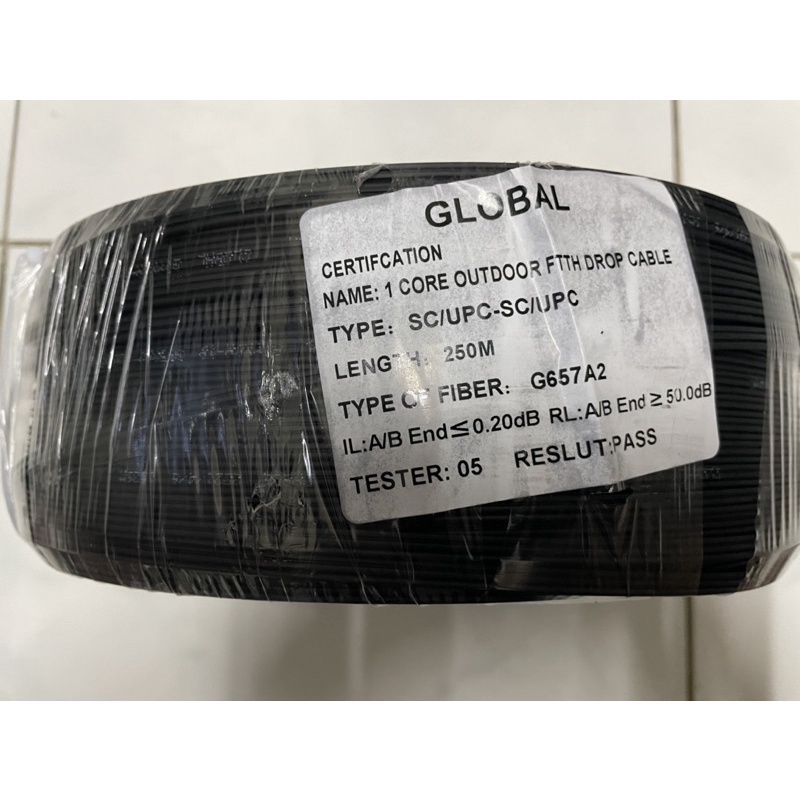 GLOBAL
CERTIFCATION
NAME: 1 CORE OUTDOOR FTTH DROP CABLE
TYPE: SC/UPC-SC/UPC
LENGTH: 250M
TYPE OF FIBER: G657A2
IL:A/B End≤0.20dB RL:A/B End≥50.0dB
TESTER: 05 RESLUT:PASS